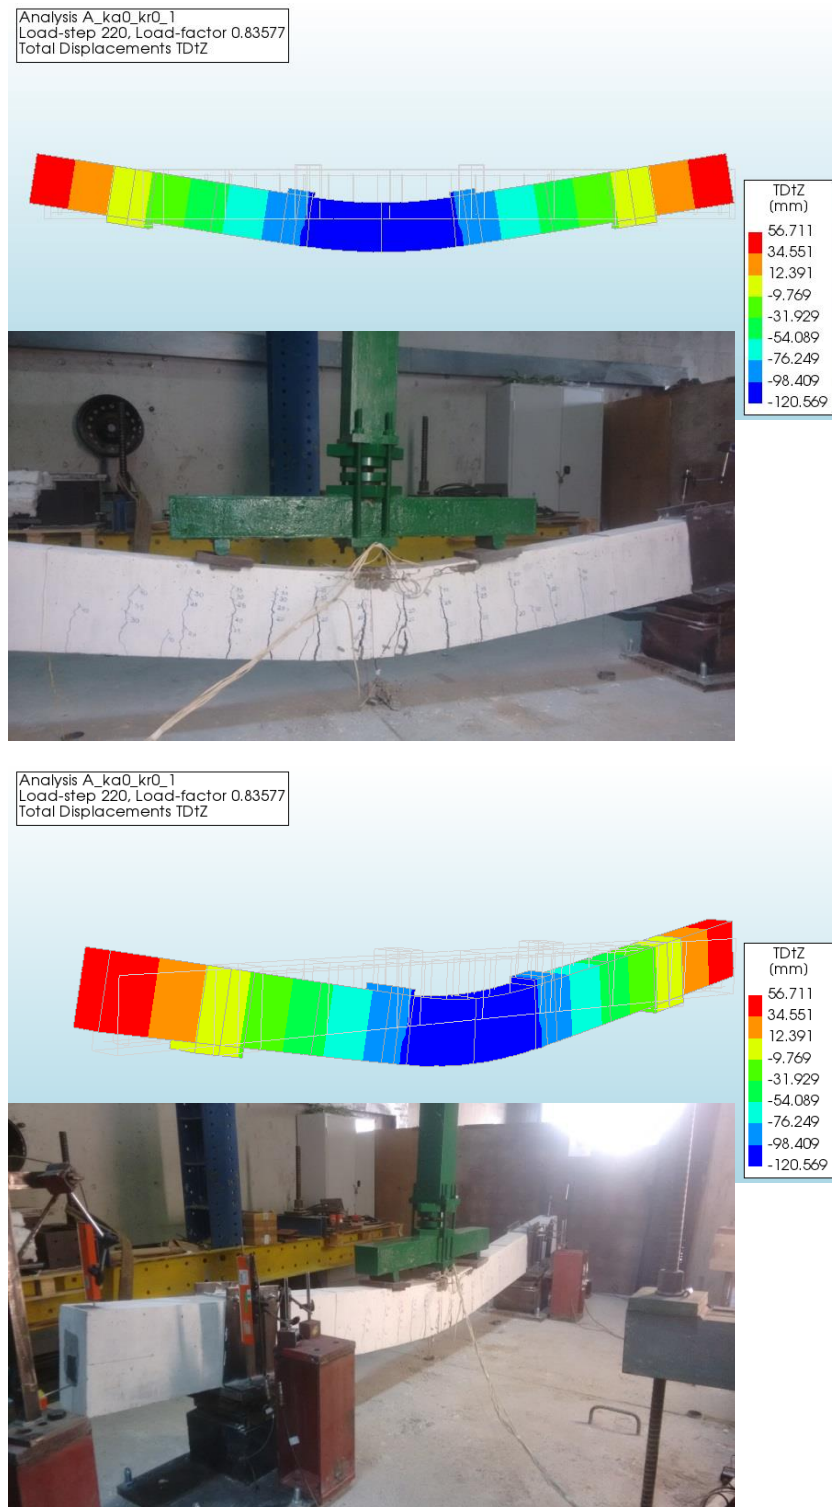 Analysis A_ka0_kr0_1
Load-step 220, Load-factor 0.83577
Total Displacements TDtZ
TDtZ
(mm)
56.711
34.551
12.391
-9.769
-31.929
-54.089
-76.249
-98.409
-120.569
Analysis A_ka0_kr0_1
Load-step 220, Load-factor 0.83577
Total Displacements TDtZ
TDtZ
(mm)
56.711
34.551
12.391
-9.769
-31.929
-54.089
-76.249
-98.409
-120.569